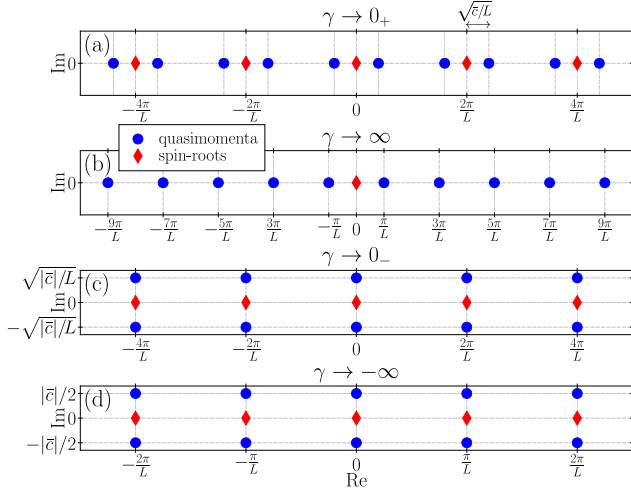 γ → 0₊
√c̄/L
(a)
Im
0
−4π/L −2π/L 0 2π/L 4π/L
quasimomenta
spin-roots
γ → ∞
(b)
Im
0
−9π/L −7π/L −5π/L 3π/L −π/L 0 π/L 3π/L 5π/L 7π/L 9π/L
γ → 0₋
(c)
√|c̄|/L
Im
0
−√|c̄|/L
−4π/L −2π/L 0 2π/L 4π/L
γ → −∞
(d)
|c̄|/2
Im
0
−|c̄|/2
−2π/L −π/L 0 π/L 2π/L
Re